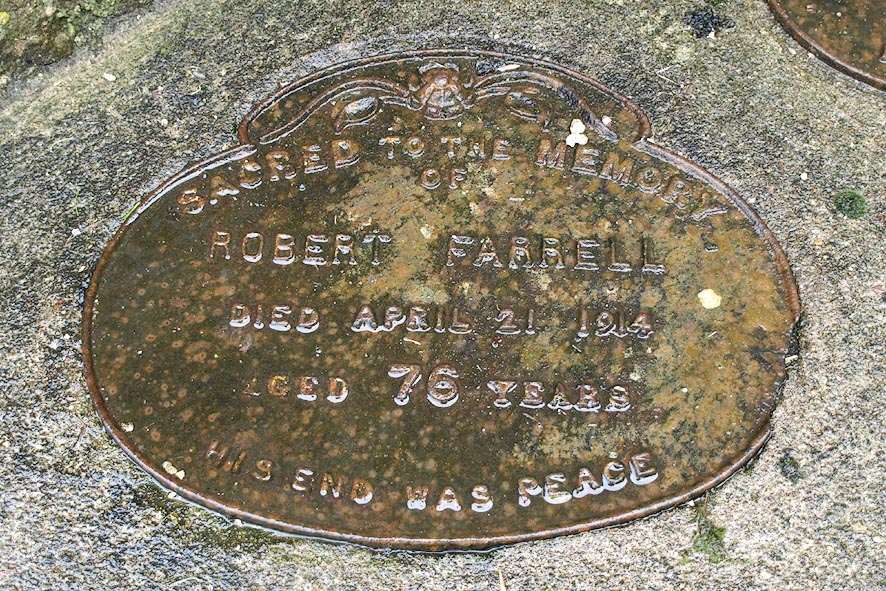 SACRED TO THE MEMORY
OF
ROBERT FARRELL
DIED APRIL 21 1914
AGED 76 YEARS
HIS END WAS PEACE